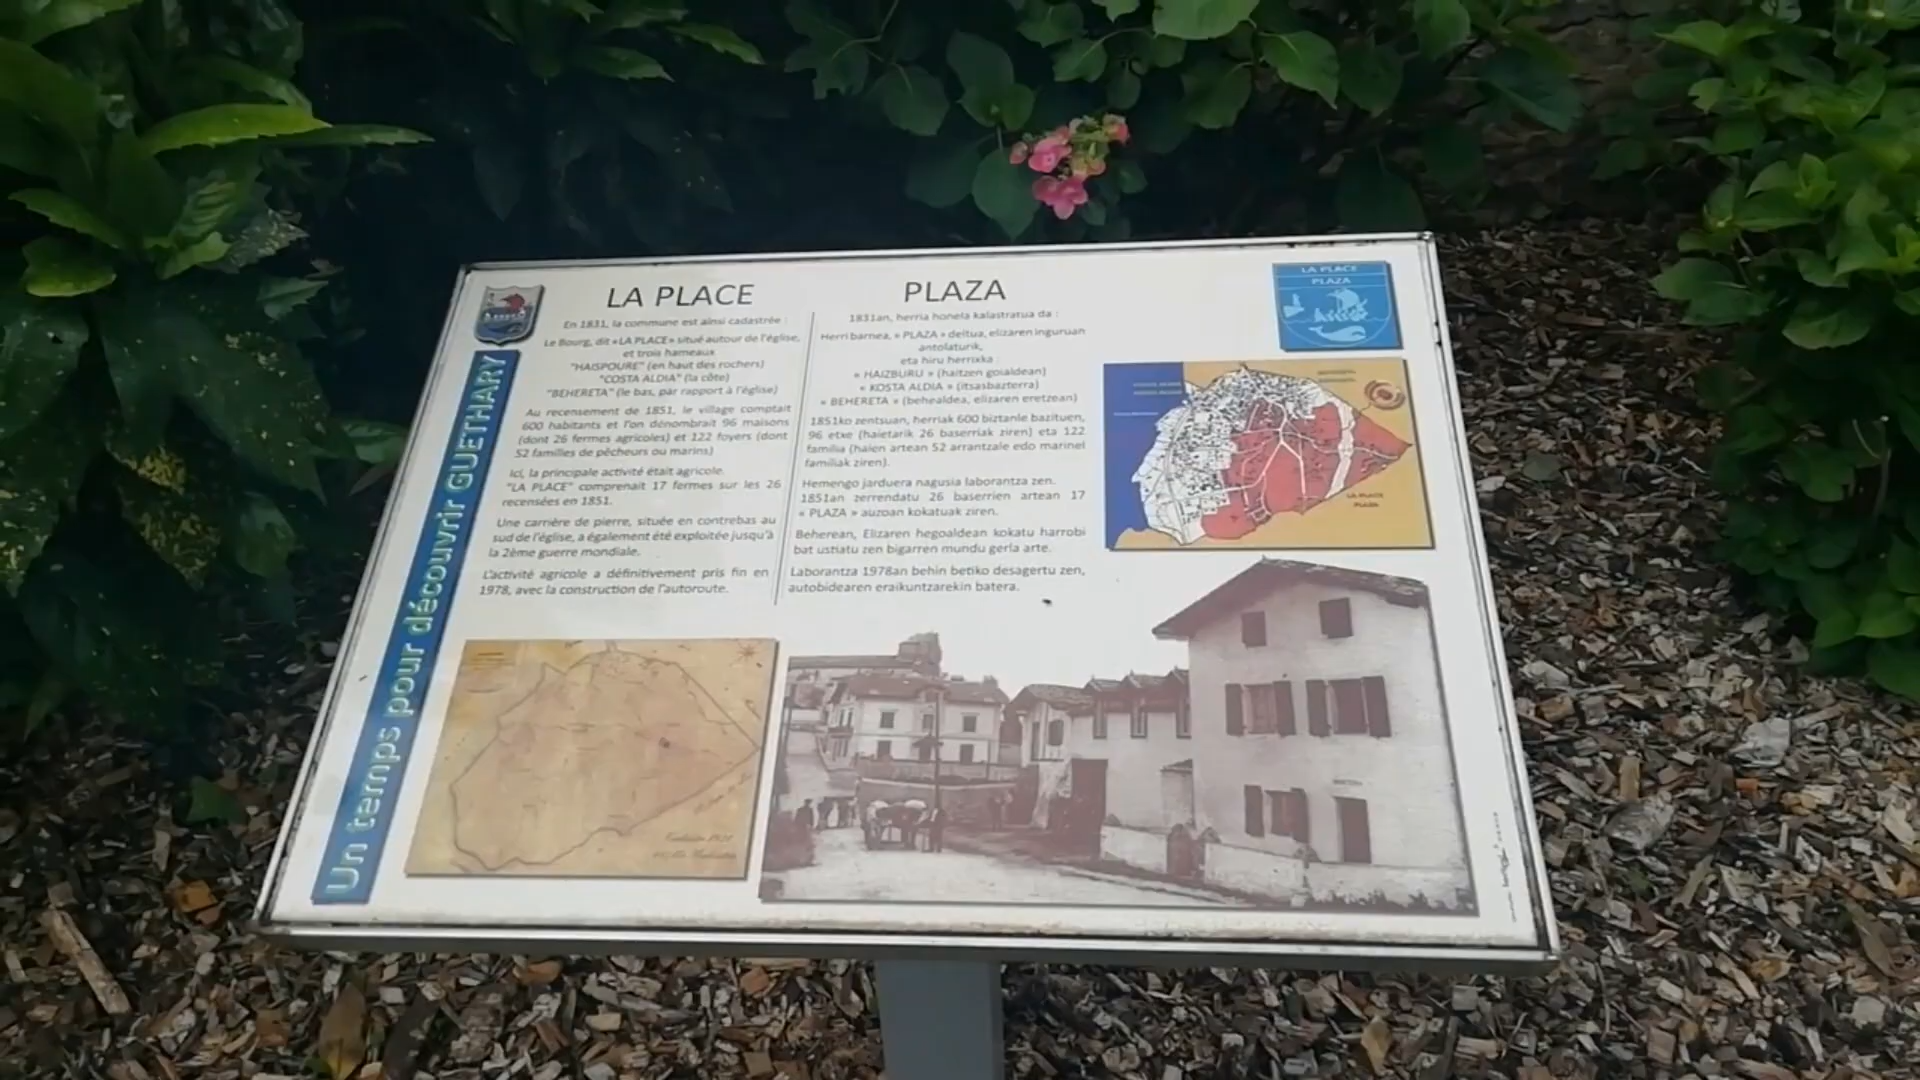 Un temps pour découvrir GUETHARY
LA PLACE
En 1831, la commune est ainsi cadastrée :
Le Bourg, dit «LA PLACE» situé autour de l'église,
et trois hameaux
"HAISPOURE" (en haut des rochers)
"COSTA ALDIA" (la côte)
"BEHERETA" (le bas, par rapport à l'église)
Au recensement de 1851, le village comptait
600 habitants et l'on dénombrait 96 maisons
(dont 26 fermes agricoles) et 122 foyers (dont
52 familles de pêcheurs ou marins)
Ici, la principale activité était agricole.
"LA PLACE" comprenait 17 fermes sur les 26
recensées en 1851.
Une carrière de pierre, située en contrebas au
sud de l'église, a également été exploitée jusqu'à
la 2ème guerre mondiale.
L'activité agricole a définitivement pris fin en
1978, avec la construction de l'autoroute.
PLAZA
1831an, herria honela kalastratua da :
Herri barnea, « PLAZA » deitua, elizaren inguruan
antolaturik,
eta hiru herrixka :
« HAIZBURU » (haitzen goialdean)
« KOSTA ALDIA » (itsasbazterra)
« BEHERETA » (behealdea, elizaren eretzean)
1851ko zentsuan, herriak 600 biztanle bazituen,
96 etxe (haietarik 26 baserriak ziren) eta 122
familia (haien artean 52 arrantzale edo marinel
familiak ziren).
Hemengo jarduera nagusia laborantza zen.
1851an zerrendatu 26 baserrien artean 17
« PLAZA » auzoan kokatuak ziren.
Beherean, Elizaren hegoaldean kokatu harrobi
bat ustiatu zen bigarren mundu gerla arte.
Laborantza 1978an behin betiko desagertu zen,
autobidearen eraikuntzarekin batera.
LA PLACE
PLAZA
LA PLACE
PLAZA